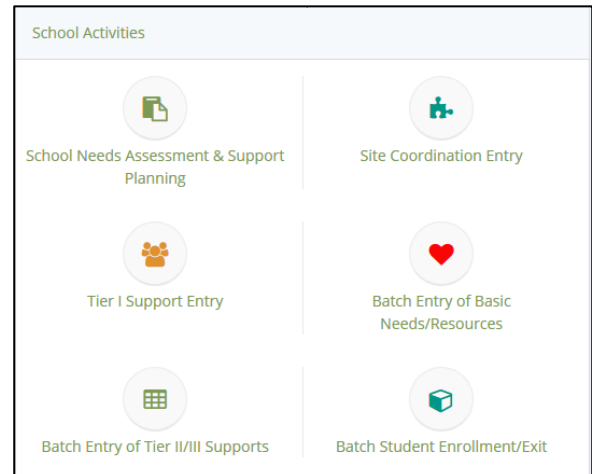 School Activities
School Needs Assessment & Support
Planning
Site Coordination Entry
Tier I Support Entry
Batch Entry of Basic
Needs/Resources
Batch Entry of Tier II/III Supports
Batch Student Enrollment/Exit